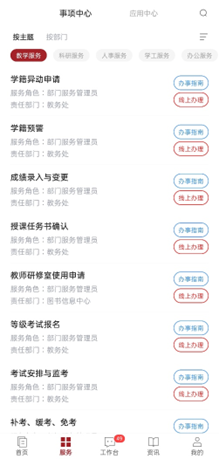 事项中心
应用中心
按主题
按部门
教学服务
科研服务
人事服务
学工服务
办公服务
学籍异动申请
服务角色：部门服务管理员
责任部门：教务处
办事指南
线上办理
学籍预警
服务角色：部门服务管理员
责任部门：教务处
办事指南
线上办理
成绩录入与变更
服务角色：部门服务管理员
责任部门：教务处
办事指南
线上办理
授课任务书确认
服务角色：部门服务管理员
责任部门：教务处
办事指南
线上办理
教师研修室使用申请
服务角色：部门服务管理员
责任部门：图书信息中心
办事指南
线上办理
等级考试报名
服务角色：部门服务管理员
责任部门：教务处
办事指南
线上办理
考试安排与监考
服务角色：部门服务管理员
责任部门：教务处
办事指南
线上办理
补考、缓考、免考
办事指南
首页
服务
49
工作台
资讯
我的